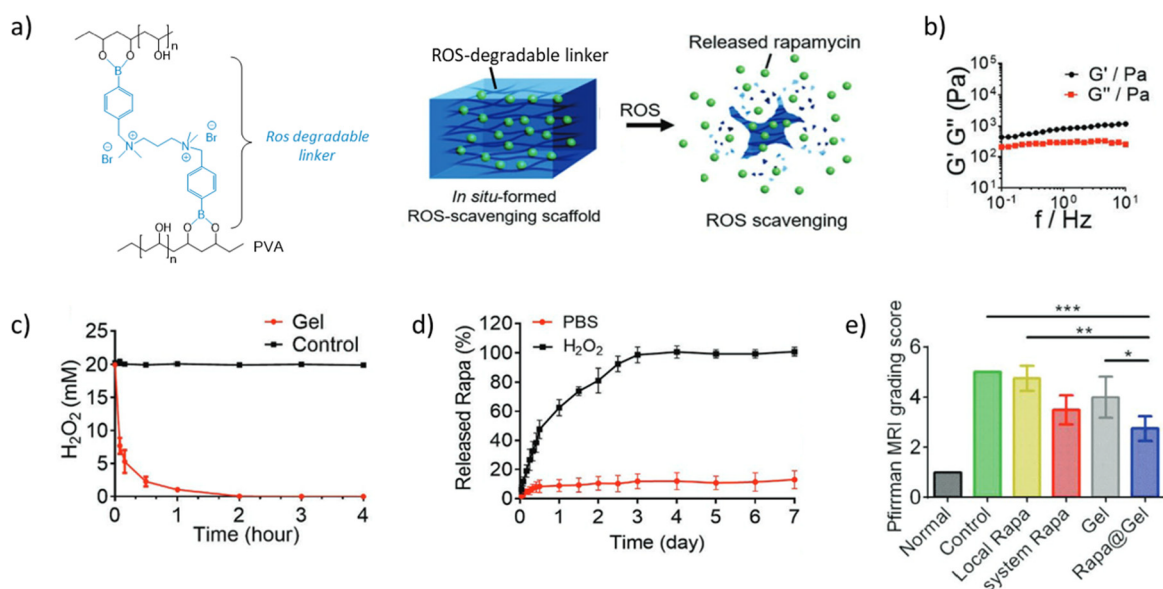 a)
n
O
O
OH
B
Br
⊖
N
⊕
Br
⊖
N
⊕
B
O
O
OH
n
PVA
Ros degradable
linker
ROS-degradable linker
In situ-formed
ROS-scavenging scaffold
ROS
Released rapamycin
ROS scavenging
b)
G' / Pa
G'' / Pa
G' G'' (Pa)
10⁵
10⁴
10³
10²
10¹
10⁻¹
10⁰
10¹
f / Hz
c)
Gel
Control
H₂O₂ (mM)
25
20
15
10
5
0
0
1
2
3
4
Time (hour)
d)
PBS
H₂O₂
Released Rapa (%)
120
100
80
60
40
20
0
0
1
2
3
4
5
6
7
Time (day)
e)
***
**
*
Pfirman MRI grading score
6
4
2
0
Normal
Control
Local Rapa
system Rapa
Gel
Rapa@Gel